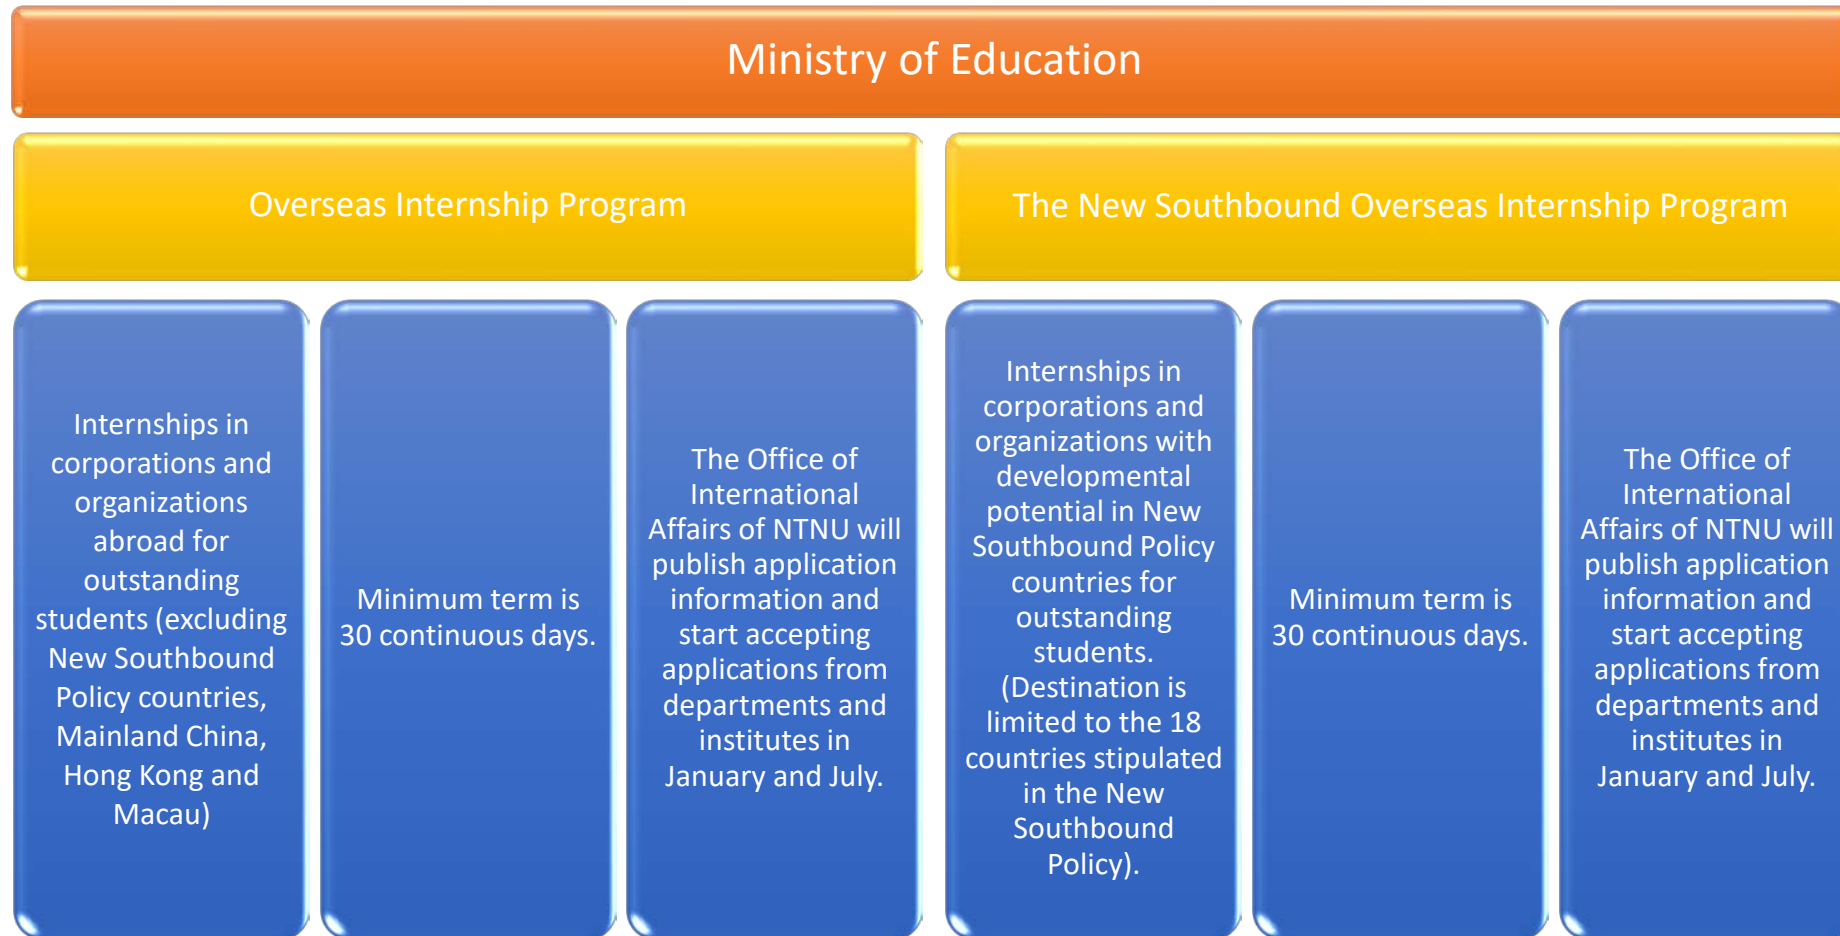 Ministry of Education
Overseas Internship Program
The New Southbound Overseas Internship Program
Internships in
corporations and
organizations
abroad for
outstanding
students (excluding
New Southbound
Policy countries,
Mainland China,
Hong Kong and
Macau)
Minimum term is
30 continuous days.
The Office of
International
Affairs of NTNU will
publish application
information and
start accepting
applications from
departments and
institutes in
January and July.
Internships in
corporations and
organizations with
developmental
potential in New
Southbound Policy
countries for
outstanding
students.
(Destination is
limited to the 18
countries stipulated
in the New
Southbound
Policy).
Minimum term is
30 continuous days.
The Office of
International
Affairs of NTNU will
publish application
information and
start accepting
applications from
departments and
institutes in
January and July.